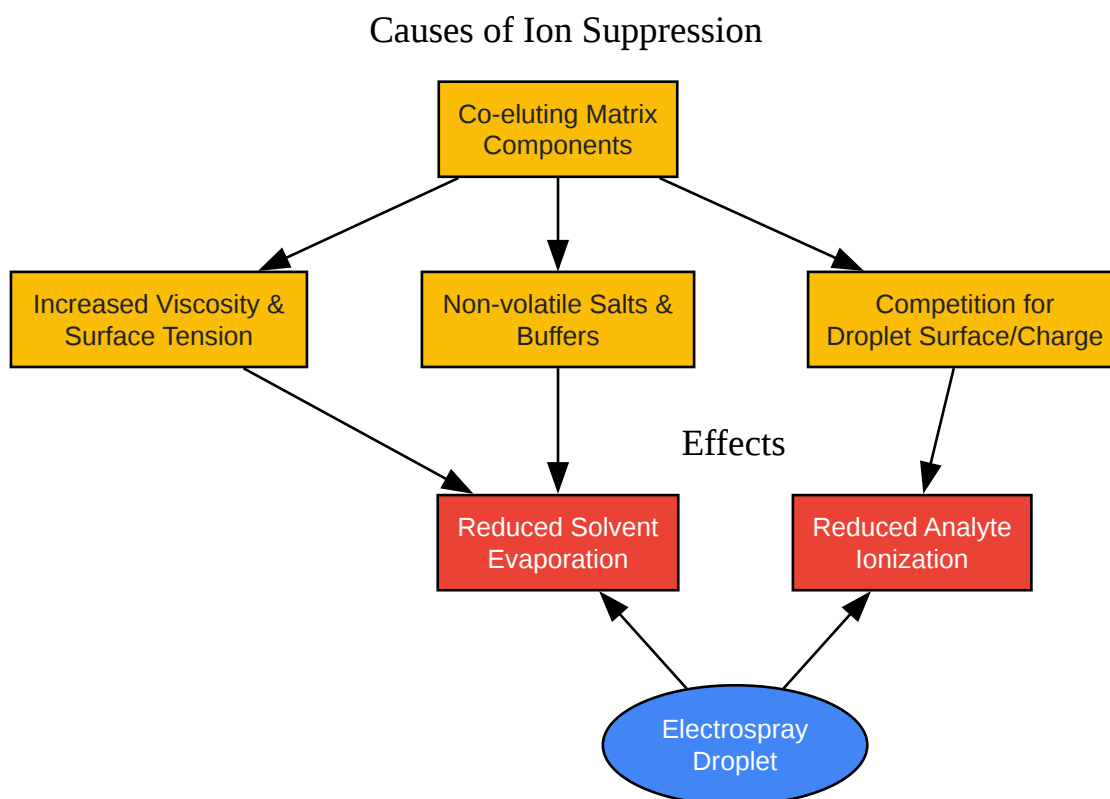 Causes of Ion Suppression
Co-eluting Matrix
Components
Increased Viscosity &
Surface Tension
Non-volatile Salts &
Buffers
Competition for
Droplet Surface/Charge
Effects
Reduced Solvent
Evaporation
Reduced Analyte
Ionization
Electrospray
Droplet